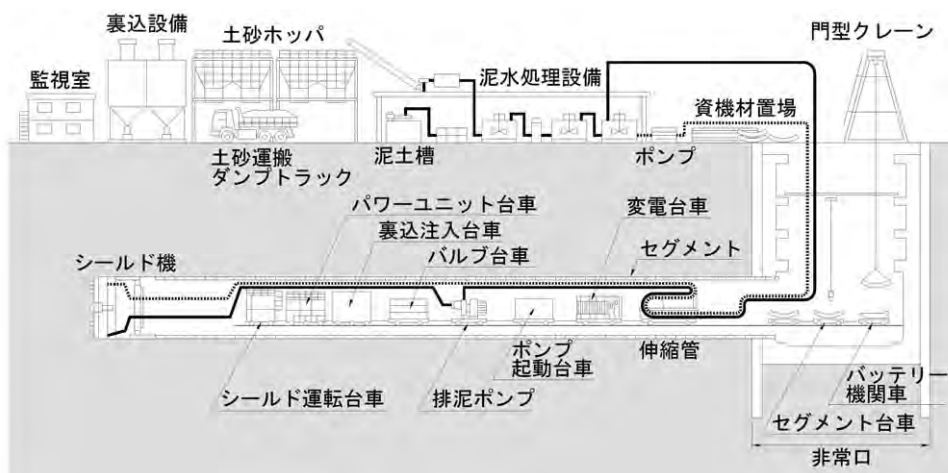 裏込設備
土砂ホッパ
門型クレーン
監視室
泥水処理設備
資機材置場
土砂運搬
ダンプトラック
泥土槽
ポンプ
パワーユニット台車
変電台車
裏込注入台車
バルブ台車
セグメント
シールド機
ポンプ
起動台車
伸縮管
シールド運転台車
排泥ポンプ
バッテリー
機関車
セグメント台車
非常口